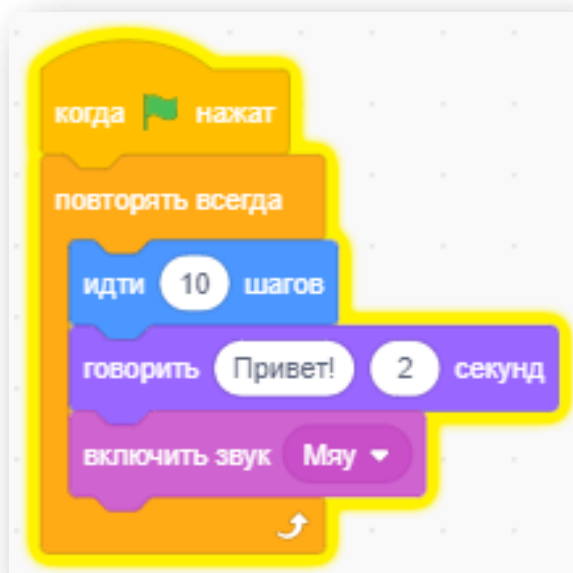 когда нажат
повторять всегда
идти 10 шагов
говорить Привет! 2 секунд
включить звук Мяу